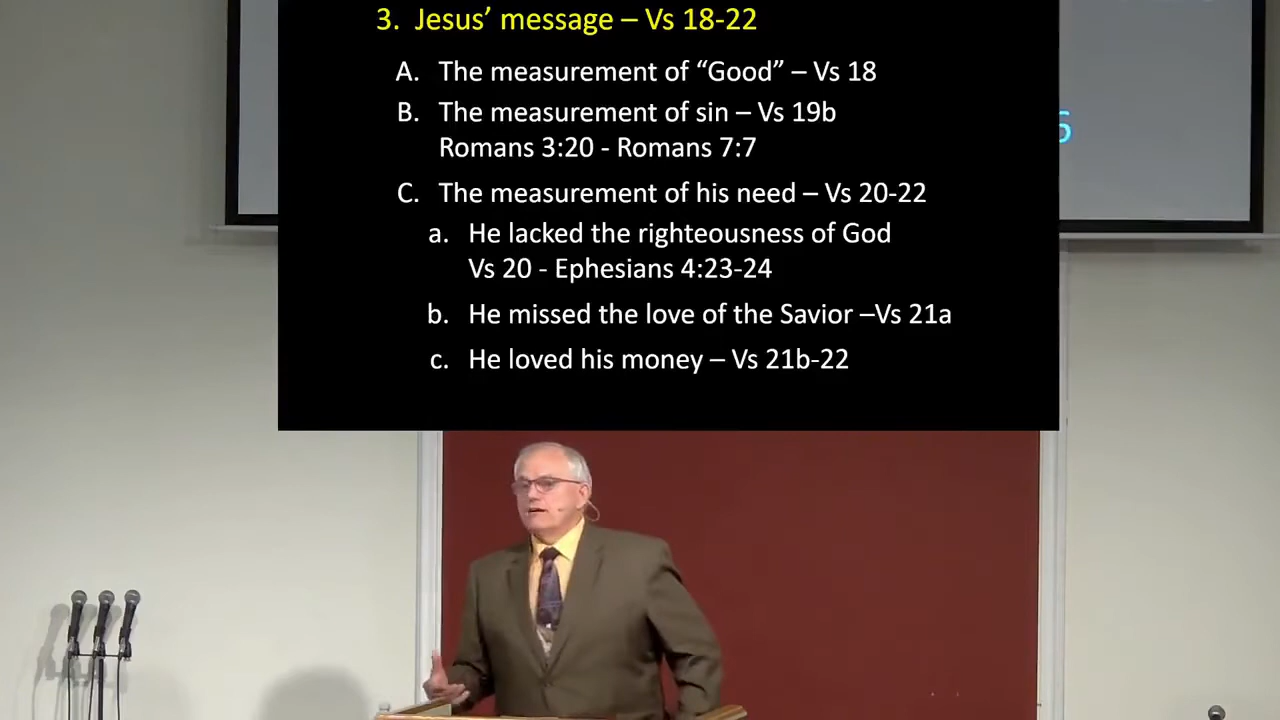 3. Jesus’ message – Vs 18-22
A. The measurement of “Good” – Vs 18
B. The measurement of sin – Vs 19b
Romans 3:20 - Romans 7:7
C. The measurement of his need – Vs 20-22
a. He lacked the righteousness of God
Vs 20 - Ephesians 4:23-24
b. He missed the love of the Savior –Vs 21a
c. He loved his money – Vs 21b-22
6